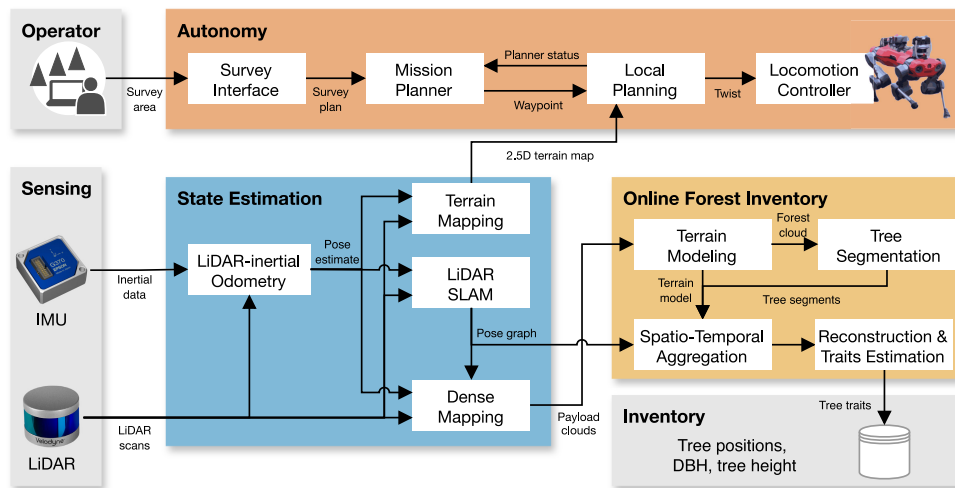 Operator
Survey
area
Autonomy
Survey
Interface
Survey
plan
Mission
Planner
Planner status
Waypoint
Local
Planning
Twist
Locomotion
Controller
2.5D terrain map
Sensing
IMU
Inertial
data
LiDAR
LiDAR
scans
Velodyne
State Estimation
LiDAR-inertial
Odometry
Pose
estimate
Terrain
Mapping
LiDAR
SLAM
Pose graph
Dense
Mapping
Payload
clouds
Online Forest Inventory
Terrain
Modeling
Forest
cloud
Tree
Segmentation
Terrain
model
Tree segments
Spatio-Temporal
Aggregation
Reconstruction &
Traits Estimation
Tree traits
Inventory
Tree positions,
DBH, tree height